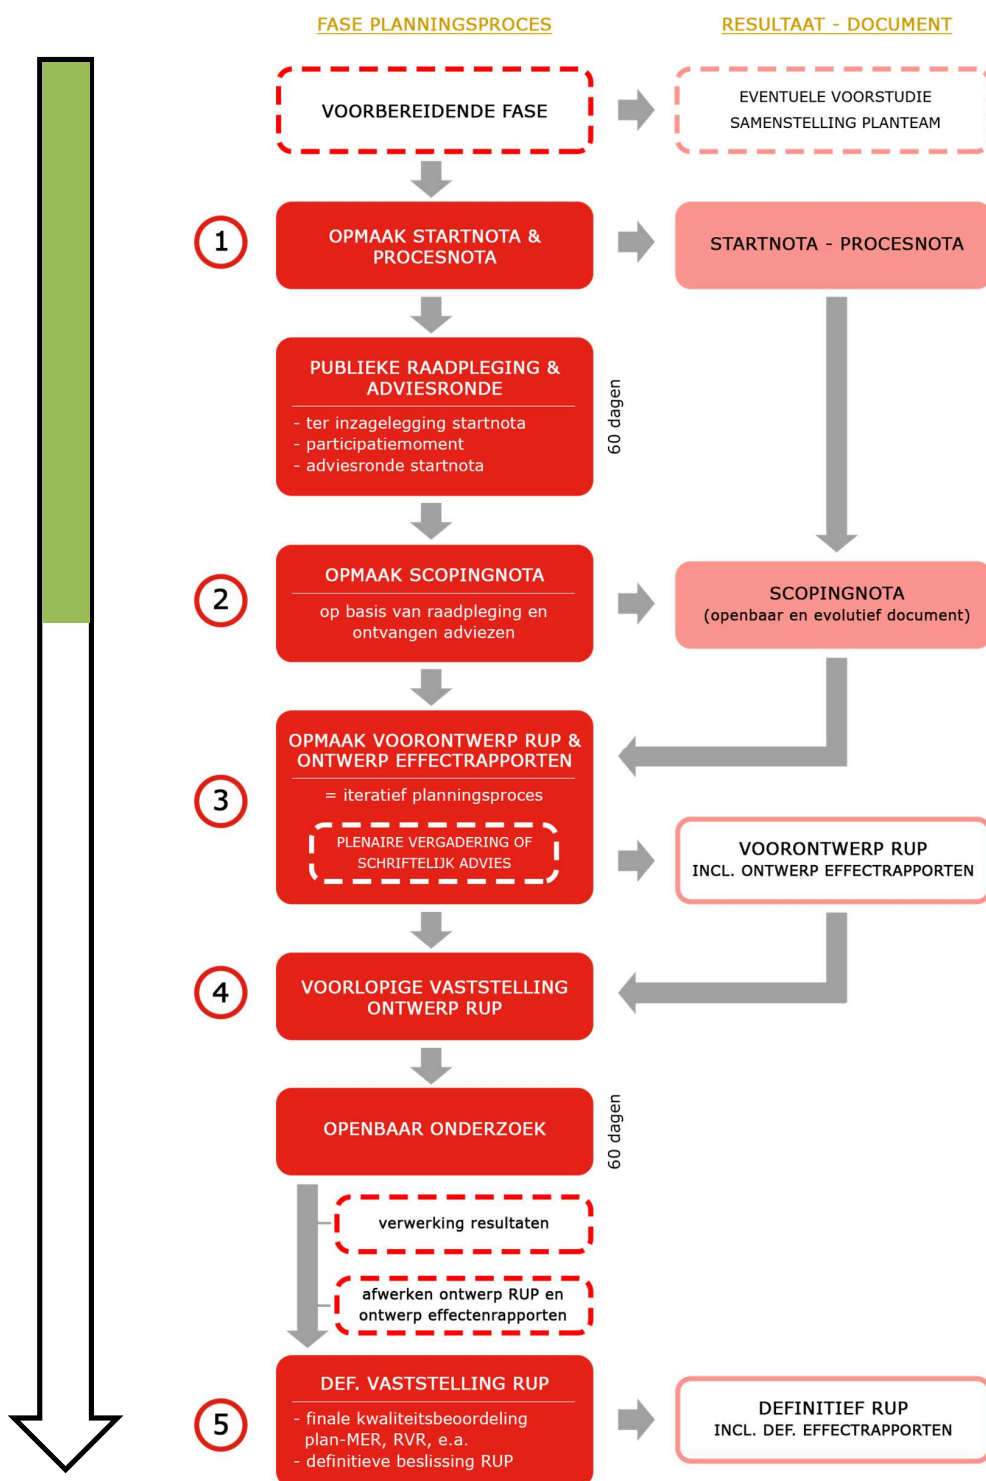 FASE PLANNINGSPROCES
RESULTAAT - DOCUMENT
VOORBEREIDENDE FASE
EVENTUELE VOORSTUDIE
SAMENSTELLING PLANTEAM
1
OPMAAK STARTNOTA &
PROCESNOTA
STARTNOTA - PROCESNOTA
PUBLIEKE RAADPLEGING &
ADVIESRONDE
- ter inzagelegging startnota
- participatiemoment
- adviesronde startnota
60 dagen
2
OPMAAK SCOPINGNOTA
op basis van raadpleging en
ontvangen adviezen
SCOPINGNOTA
(openbaar en evolutief document)
3
OPMAAK VOORONTWERP RUP &
ONTWERP EFFECTRAPPORTEN
= iteratief planningsproces
PLENAIRE VERGADERING OF
SCHRIFTELIJK ADVIES
VOORONTWERP RUP
INCL. ONTWERP EFFECTRAPPORTEN
4
VOORLOPIGE VASTSTELLING
ONTWERP RUP
OPENBAAR ONDERZOEK
60 dagen
verwerking resultaten
afwerken ontwerp RUP en
ontwerp effectenrapporten
5
DEF. VASTSTELLING RUP
- finale kwaliteitsbeoordeling
plan-MER, RVR, e.a.
- definitieve beslissing RUP
DEFINITIEF RUP
INCL. DEF. EFFECTRAPPORTEN